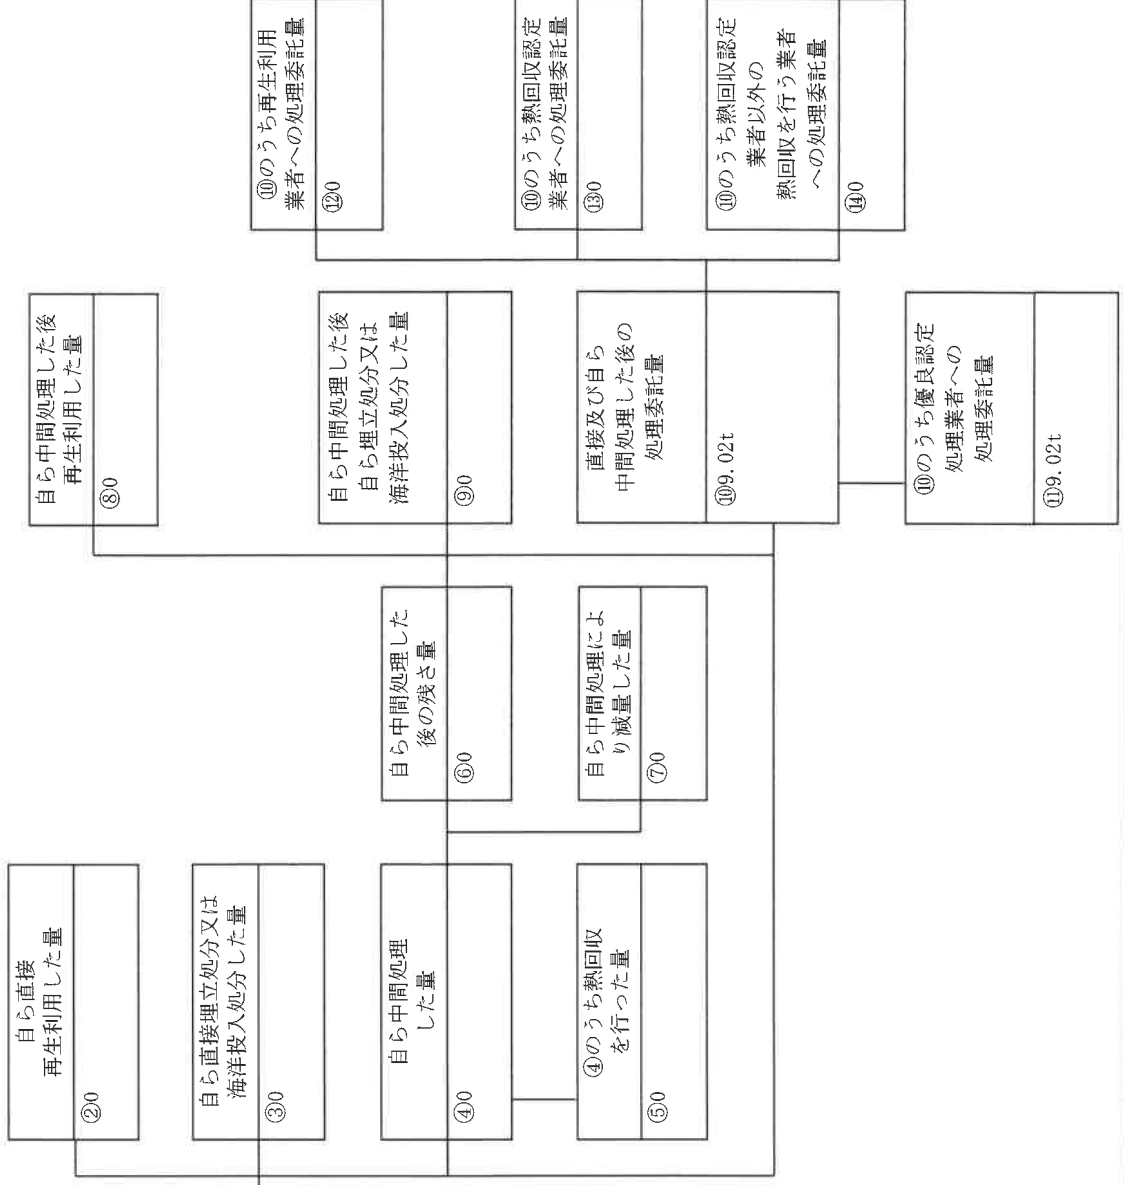 自ら直接
再生利用した量
②0
自ら直接埋立処分又は
海洋投入処分した量
③0
自ら中間処理
した量
④0
④のうち熱回収
を行った量
⑤0
自ら中間処理した
後の残さ量
⑥0
自ら中間処理によ
り減量した量
⑦0
自ら中間処理した後
再生利用した量
⑧0
自ら中間処理した後
自ら埋立処分又は
海洋投入処分した量
⑨0
直接及び自ら
中間処理した後の
処理委託量
⑩9.02t
⑩のうち優良認定
処理業者への
処理委託量
⑪9.02t
⑩のうち再生利用
業者への処理委託量
⑫0
⑩のうち熱回収認定
業者への処理委託量
⑬0
⑩のうち熱回収認定
業者以外の
熱回収を行う業者
への処理委託量
⑭0